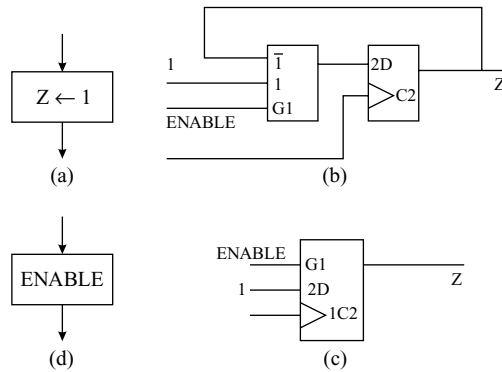 Z ← 1
(a)
1
1̅
1
G1
ENABLE
2D
C2
Z
(b)
ENABLE
(d)
ENABLE
1
G1
2D
1C2
Z
(c)